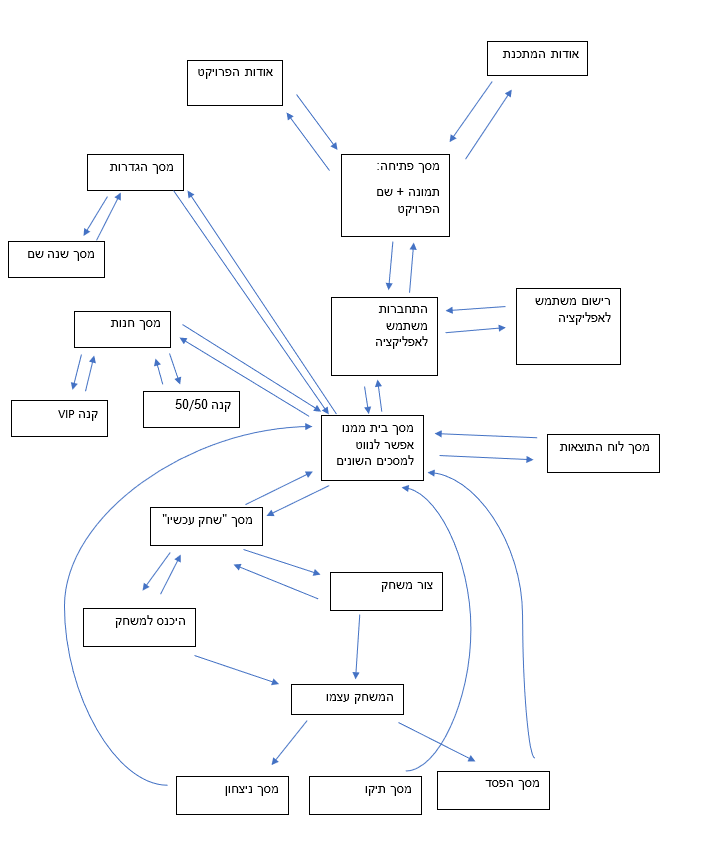 אודות המתכנת
אודות הפרויקט
מסך פתיחה:
תמונה + שם
הפרויקט
מסך הגדרות
מסך שנה שם
התחברות
משתמש
לאפליקציה
רישום משתמש
לאפליקציה
מסך חנות
קנה VIP
קנה 50/50
מסך בית ממנו
אפשר לנווט
למסכים השונים
מסך לוח התוצאות
מסך "שחק עכשיו"
צור משחק
היכנס למשחק
המשחק עצמו
מסך ניצחון
מסך תיקו
מסך הפסד